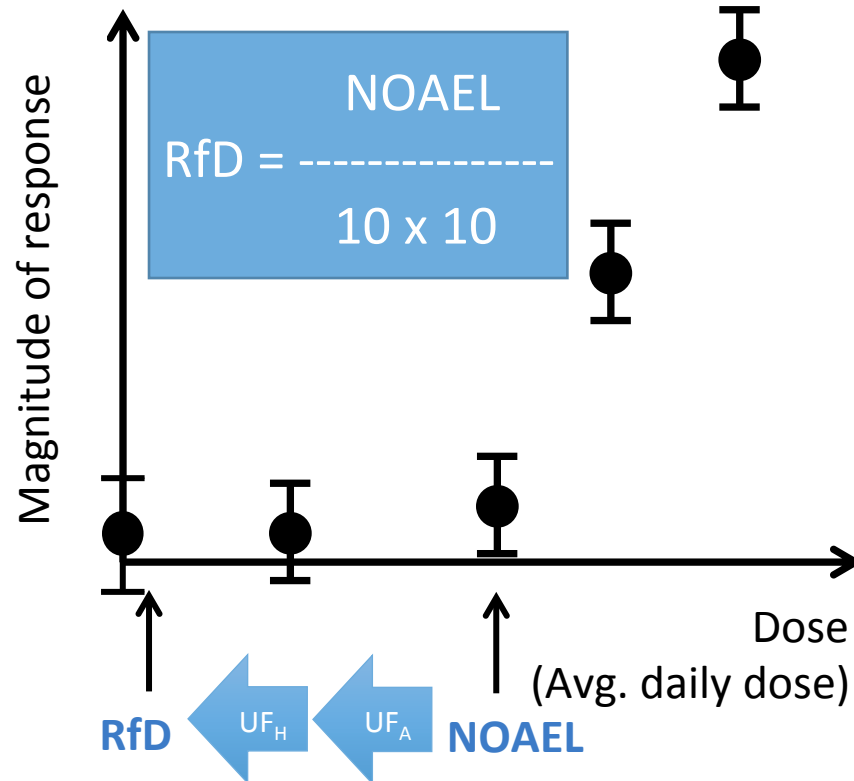 Magnitude of response
NOAEL
RfD = ---------------
10 x 10
Dose
(Avg. daily dose)
RfD
UFH
UFA
NOAEL